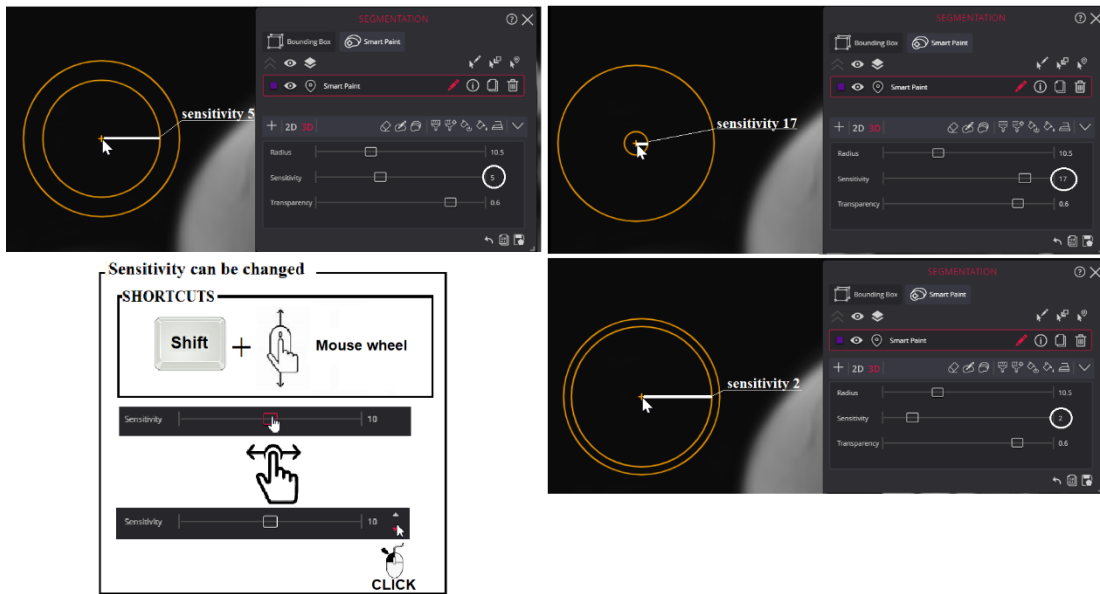 SEGMENTATION
Bounding Box Smart Paint
Smart Paint
sensitivity 5
2D 3D
Radius 10.5
Sensitivity 5
Transparency 0.6
SEGMENTATION
Bounding Box Smart Paint
Smart Paint
sensitivity 17
2D 3D
Radius 10.5
Sensitivity 17
Transparency 0.6
Sensitivity can be changed
SHORTCUTS
Shift + Mouse wheel
Sensitivity 10
Sensitivity 10
CLICK
SEGMENTATION
Bounding Box Smart Paint
Smart Paint
2D 3D
sensitivity 2
Radius 10.5
Sensitivity 2
Transparency 0.6